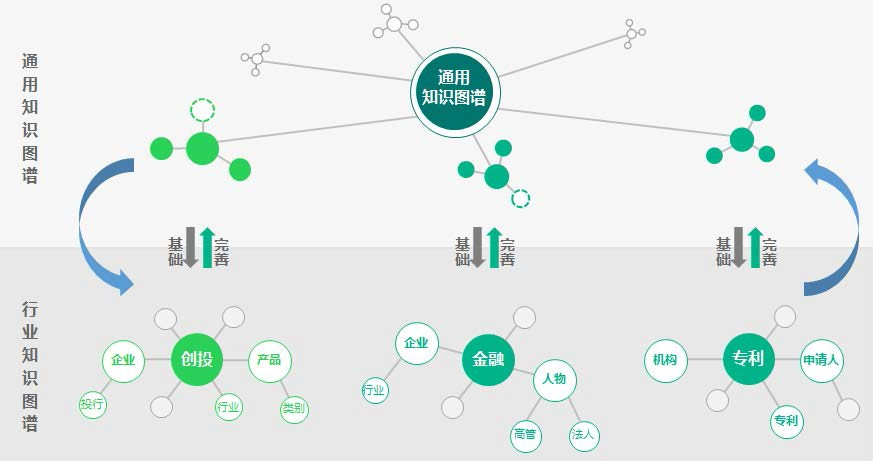 通用知识图谱
通用
知识图谱
基础
完善
基础
完善
基础
完善
行业知识图谱
企业
创投
产品
投行
行业
类别
企业
金融
人物
行业
高管
法人
机构
专利
申请人
专利